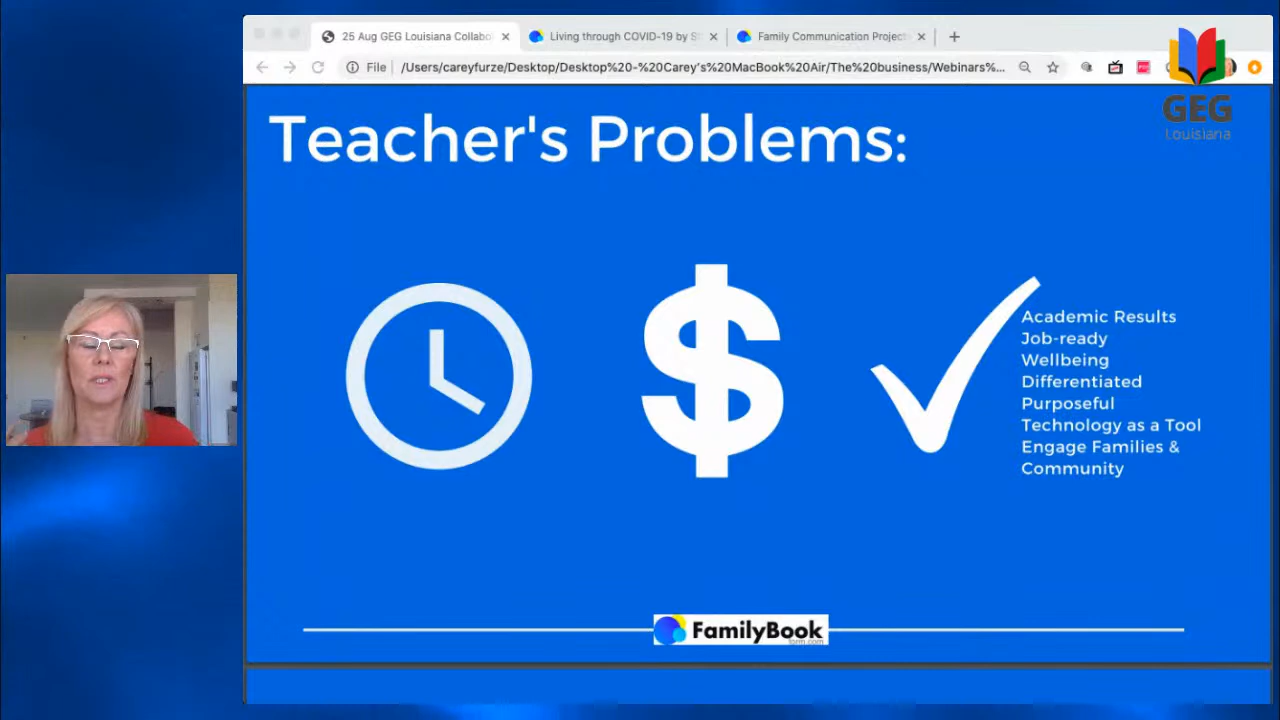 25 Aug GEG Louisiana Collabo
Living through COVID-19 by S
Family Communication Project
File
/Users/careyfurze/Desktop/Desktop%20-%20Carey's%20MacBook%20Air/The%20business/Webinars%...
GEG
Louisiana
Teacher's Problems:
$
Academic Results
Job-ready
Wellbeing
Differentiated
Purposeful
Technology as a Tool
Engage Families &
Community
FamilyBook
form.com